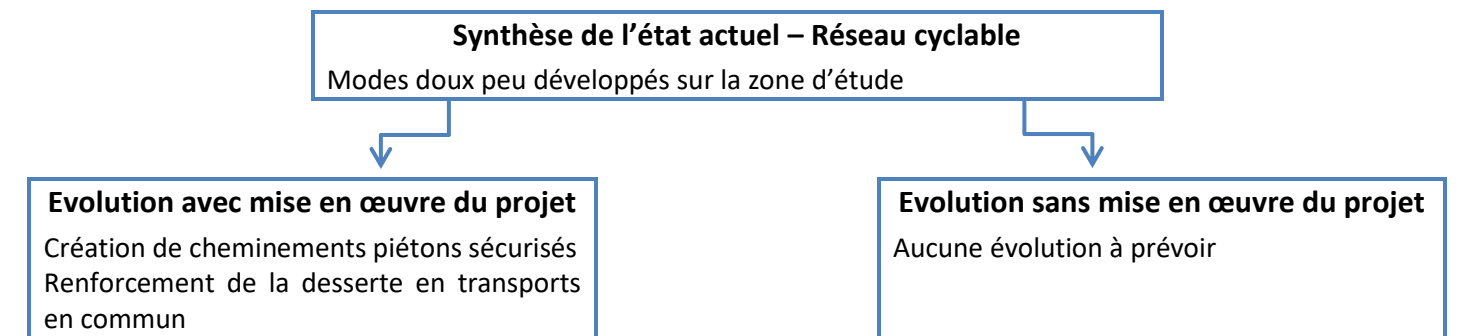 Synthèse de l’état actuel – Réseau cyclable
Modes doux peu développés sur la zone d’étude
Evolution avec mise en œuvre du projet
Création de cheminements piétons sécurisés
Renforcement de la desserte en transports
en commun
Evolution sans mise en œuvre du projet
Aucune évolution à prévoir